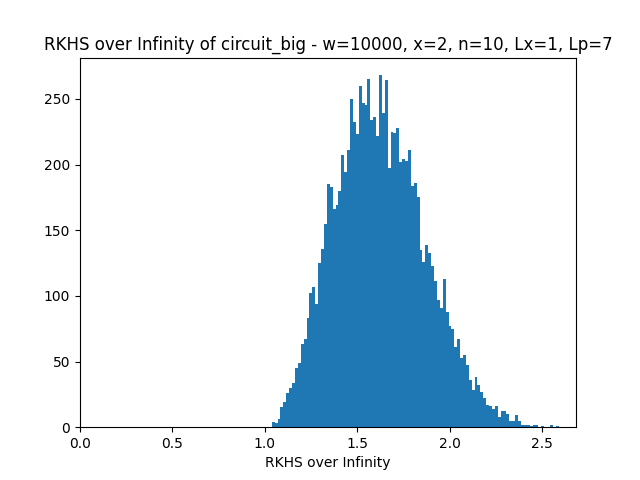 RKHS over Infinity of circuit_big - w=10000, x=2, n=10, Lx=1, Lp=7
250
200
150
100
50
0
0.0 0.5 1.0 1.5 2.0 2.5
RKHS over Infinity